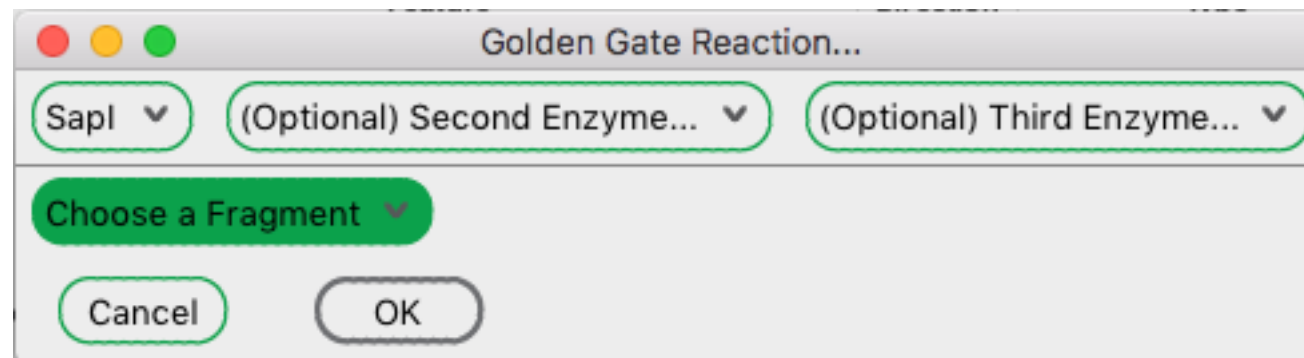 Golden Gate Reaction...
SapI (Optional) Second Enzyme... (Optional) Third Enzyme...
Choose a Fragment
Cancel OK